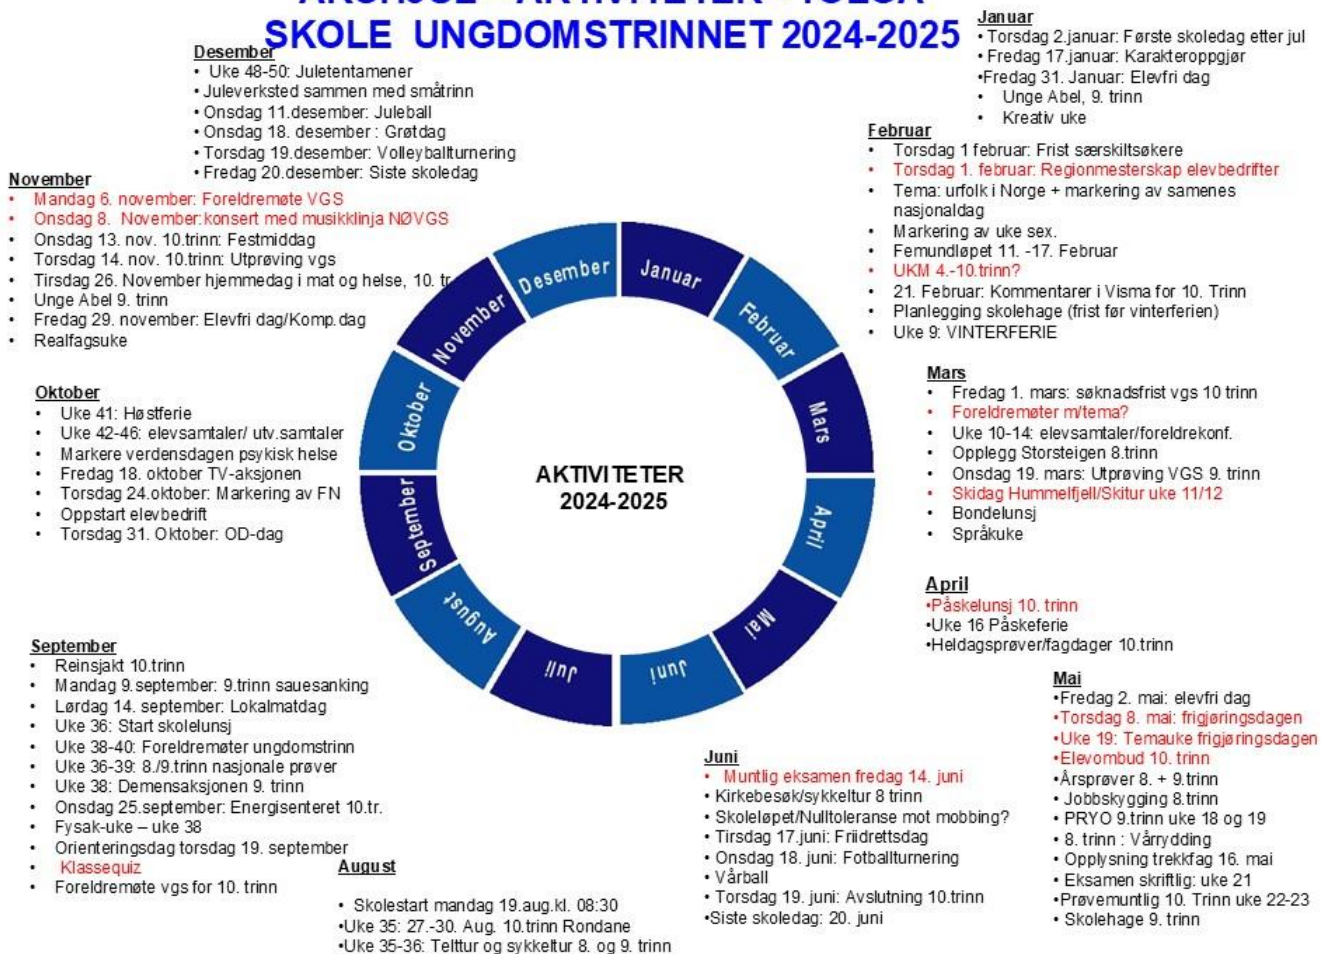 SKOLE UNGDOMSTRINNET 2024-2025
Desember
• Uke 48-50: Juletentamener
• Juleverksted sammen med småtrinn
• Onsdag 11.desember: Juleball
• Onsdag 18. desember : Grøtdag
• Torsdag 19.desember: Volleyballturnering
• Fredag 20.desember: Siste skoledag
Januar
• Torsdag 2.januar: Første skoledag etter jul
• Fredag 17.januar: Karakteroppgjør
•Fredag 31. Januar: Elevfri dag
• Unge Abel, 9. trinn
• Kreativ uke
Februar
• Torsdag 1 februar: Frist særskiltsøkere
• Torsdag 1. februar: Regionmesterskap elevbedrifter
• Tema: urfolk i Norge + markering av samenes
nasjonaldag
• Markering av uke sex.
• Femundløpet 11. -17. Februar
• UKM 4.-10.trinn?
• 21. Februar: Kommentarer i Visma for 10. Trinn
• Planlegging skolehage (frist før vinterferien)
• Uke 9: VINTERFERIE
November
• Mandag 6. november: Foreldremøte VGS
• Onsdag 8. November:konsert med musikklinja NØVGS
• Onsdag 13. nov. 10.trinn: Festmiddag
• Torsdag 14. nov. 10.trinn: Utprøving vgs
• Tirsdag 26. November hjemmedag i mat og helse, 10. tr
• Unge Abel 9. trinn
• Fredag 29. november: Elevfri dag/Komp.dag
• Realfagsuke
Oktober
• Uke 41: Høstferie
• Uke 42-46: elevsamtaler/ utv.samtaler
• Markere verdensdagen psykisk helse
• Fredag 18. oktober TV-aksjonen
• Torsdag 24.oktober: Markering av FN
• Oppstart elevbedrift
• Torsdag 31. Oktober: OD-dag
Januar
Februar
Mars
April
Mai
Juni
Juli
August
September
Oktober
November
Desember
AKTIVITETER
2024-2025
Mars
• Fredag 1. mars: søknadsfrist vgs 10 trinn
• Foreldremøter m/tema?
• Uke 10-14: elevsamtaler/foreldrekonf.
• Opplegg Storsteigen 8.trinn
• Onsdag 19. mars: Utprøving VGS 9. trinn
• Skidag Hummelfjell/Skitur uke 11/12
• Bondelunsj
• Språkuke
April
•Påskelunsj 10. trinn
•Uke 16 Påskeferie
•Heldagsprøver/fagdager 10.trinn
September
• Reinsjakt 10.trinn
• Mandag 9.september: 9.trinn sauesanking
• Lørdag 14. september: Lokalmatdag
• Uke 36: Start skolelunsj
• Uke 38-40: Foreldremøter ungdomstrinn
• Uke 36-39: 8./9.trinn nasjonale prøver
• Uke 38: Demensaksjonen 9. trinn
• Onsdag 25.september: Energisenteret 10.tr.
• Fysak-uke – uke 38
• Orienteringsdag torsdag 19. september
• Klassequiz
• Foreldremøte vgs for 10. trinn
August
• Skolestart mandag 19.aug.kl. 08:30
•Uke 35: 27.-30. Aug. 10.trinn Rondane
•Uke 35-36: Telttur og sykkeltur 8. og 9. trinn
Juni
• Muntlig eksamen fredag 14. juni
• Kirkebesøk/sykkeltur 8 trinn
• Skoleløpet/Nulltoleranse mot mobbing?
• Tirsdag 17.juni: Friidrettsdag
• Onsdag 18. juni: Fotballturnering
• Vårball
• Torsdag 19. juni: Avslutning 10.trinn
•Siste skoledag: 20. juni
Mai
•Fredag 2. mai: elevfri dag
•Torsdag 8. mai: frigjøringsdagen
•Uke 19: Temauke frigjøringsdagen
•Elevombud 10. trinn
•Årsprøver 8. + 9.trinn
• Jobbskygging 8.trinn
• PRYO 9.trinn uke 18 og 19
• 8. trinn : Vårrydding
• Opplysning trekkfag 16. mai
• Eksamen skriftlig: uke 21
•Prøvemuntlig 10. Trinn uke 22-23
• Skolehage 9. trinn